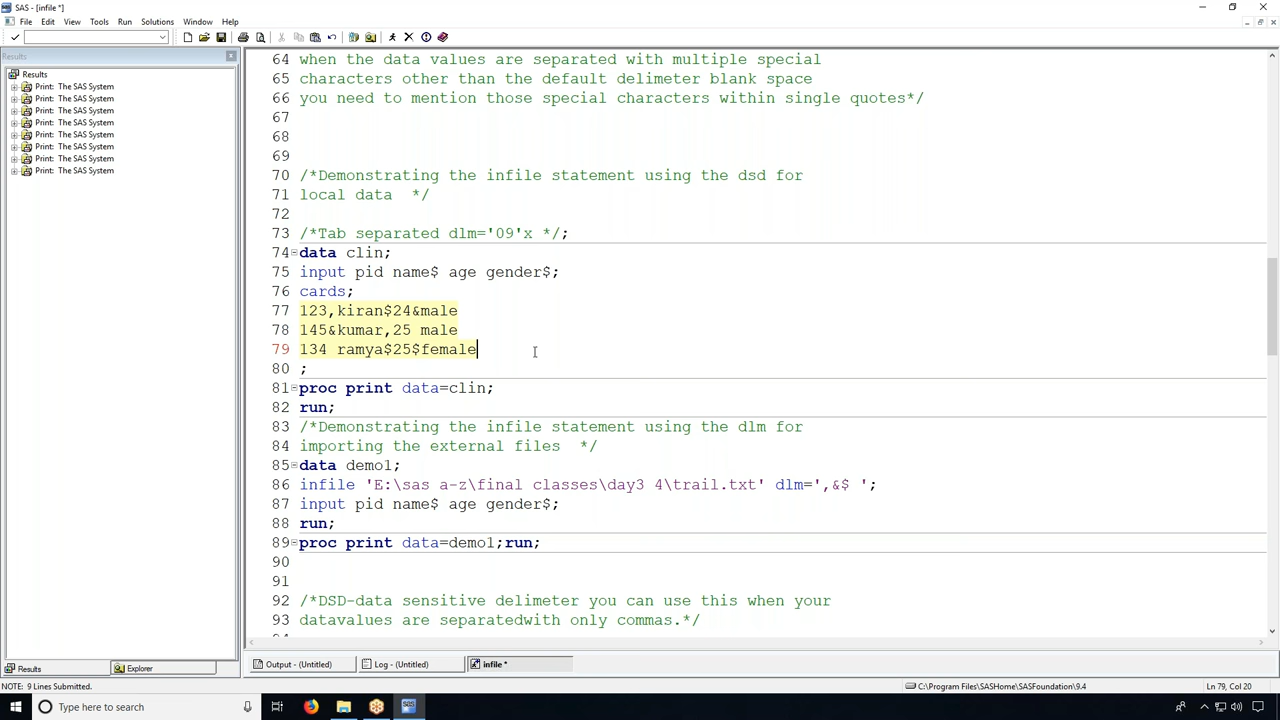 SAS - [infile *]
File Edit View Tools Run Solutions Window Help
Results
Results
Print: The SAS System
Print: The SAS System
Print: The SAS System
Print: The SAS System
Print: The SAS System
Print: The SAS System
Print: The SAS System
Print: The SAS System
64 when the data values are separated with multiple special
65 characters other than the default delimeter blank space
66 you need to mention those special characters within single quotes*/
67
68
69
70 /*Demonstrating the infile statement using the dsd for
71 local data */
72
73 /*Tab separated dlm='09'x */;
74 data clin;
75 input pid name$ age gender$;
76 cards;
77 123,kiran$24&male
78 145&kumar,25 male
79 134 ramya$25$female
80 ;
81 proc print data=clin;
82 run;
83 /*Demonstrating the infile statement using the dlm for
84 importing the external files */
85 data demo1;
86 infile 'E:\sas a-z\final classes\day3 4\trail.txt' dlm=',&$ ';
87 input pid name$ age gender$;
88 run;
89 proc print data=demo1;run;
90
91
92 /*DSD-data sensitive delimeter you can use this when your
93 datavalues are separatedwith only commas.*/
Results Explorer
Output - (Untitled) Log - (Untitled) infile *
NOTE: 9 Lines Submitted. C:\Program Files\SASHome\SASFoundation\9.4 Ln 79, Col 20
Type here to search